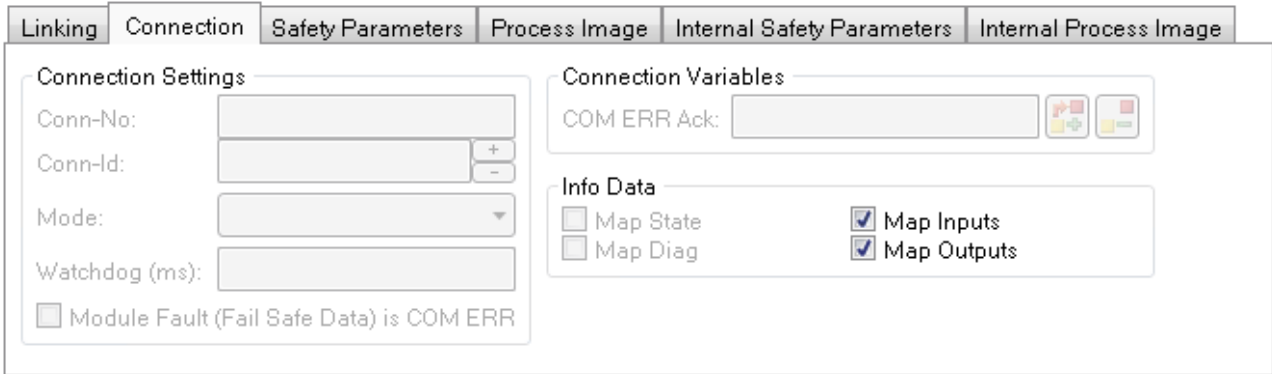 Linking Connection Safety Parameters Process Image Internal Safety Parameters Internal Process Image
Connection Settings
Conn-No:
Conn-Id:
Mode:
Watchdog (ms):
Module Fault (Fail Safe Data) is COM ERR
Connection Variables
COM ERR Ack:
Info Data
Map State
Map Inputs
Map Diag
Map Outputs